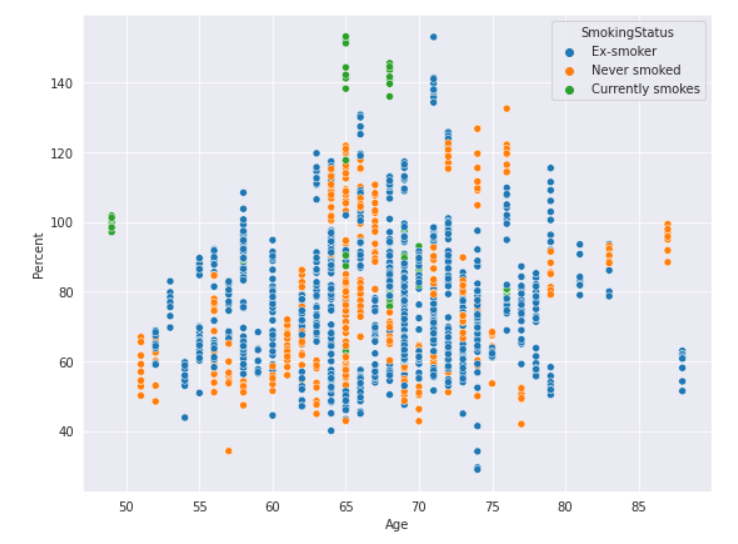 SmokingStatus
Ex-smoker
Never smoked
Currently smokes
140
120
100
80
60
40
Percent
50 55 60 65 70 75 80 85
Age